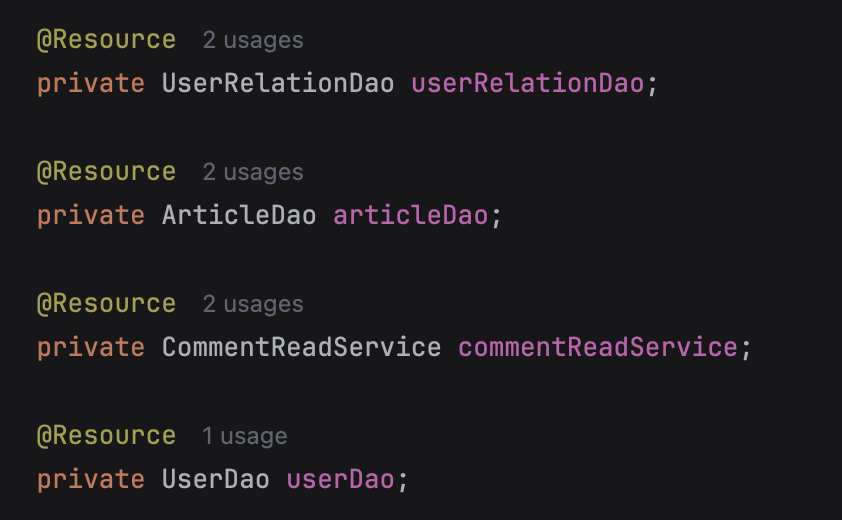 @Resource 2 usages
private UserRelationDao userRelationDao;
@Resource 2 usages
private ArticleDao articleDao;
@Resource 2 usages
private CommentReadService commentReadService;
@Resource 1 usage
private UserDao userDao;